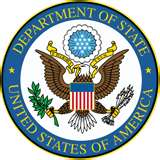 DEPARTMENT OF STATE
UNITED STATES OF AMERICA